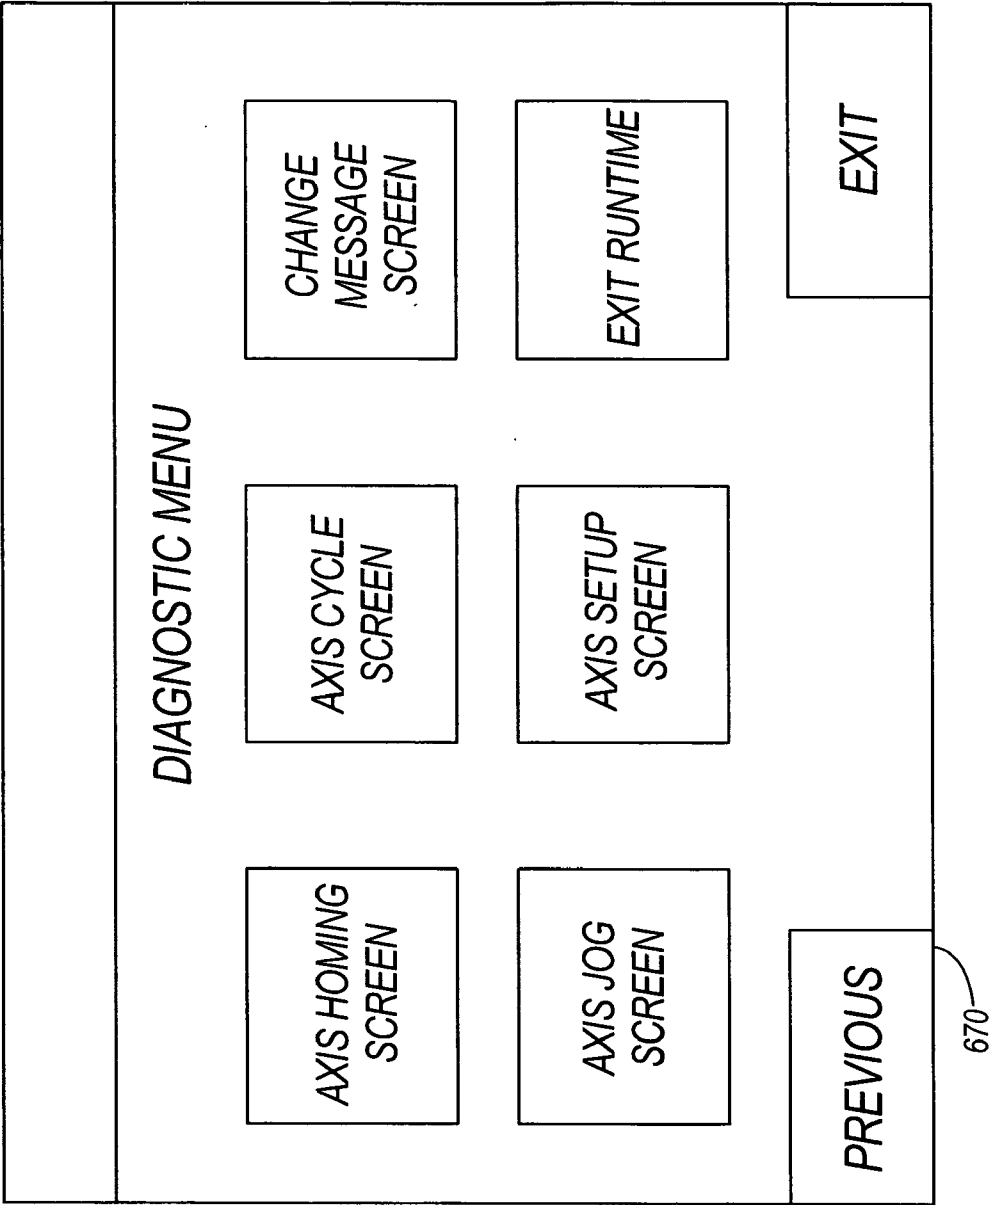 DIAGNOSTIC MENU
AXIS HOMING
SCREEN
AXIS CYCLE
SCREEN
CHANGE
MESSAGE
SCREEN
AXIS JOG
SCREEN
AXIS SETUP
SCREEN
EXIT RUNTIME
PREVIOUS
EXIT
670